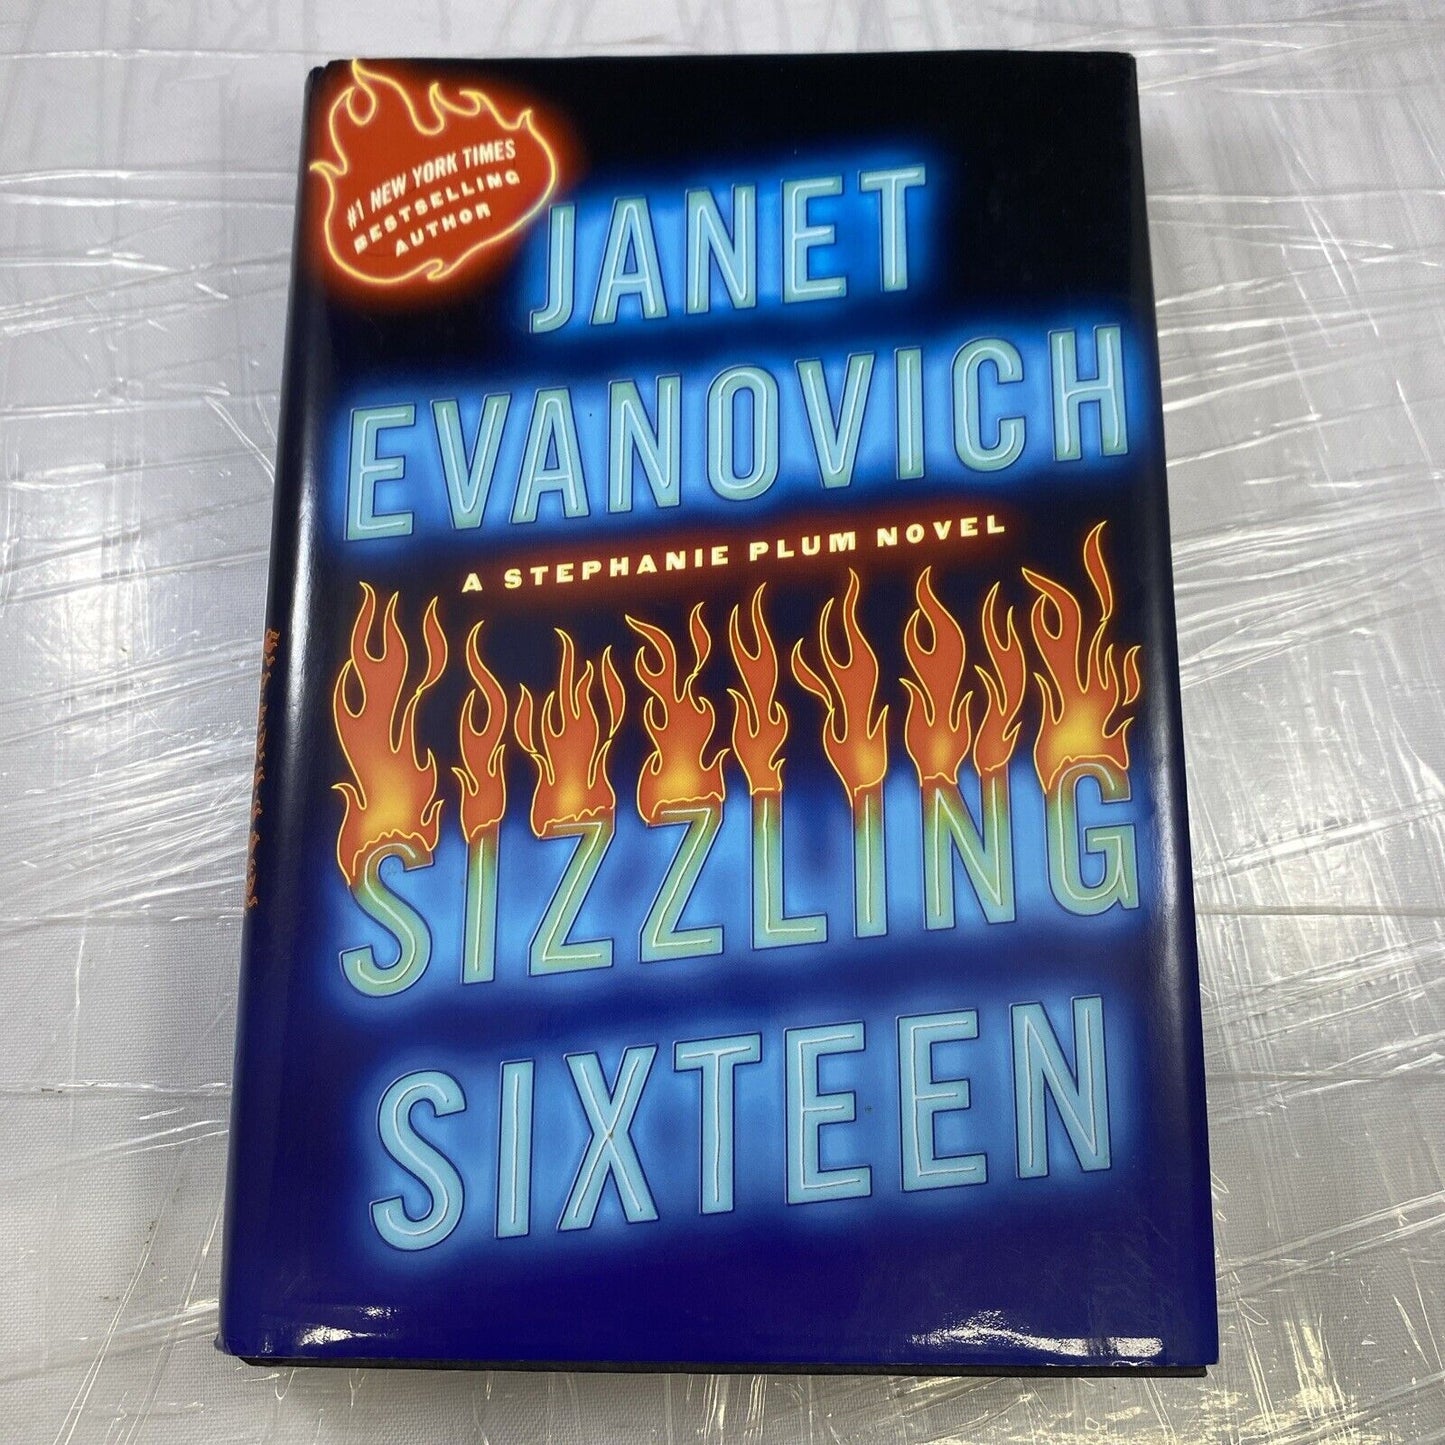 #1 NEW YORK TIMES
BESTSELLING
AUTHOR
JANET
EVANOVICH
A STEPHANIE PLUM NOVEL
SIZZLING
SIXTEEN